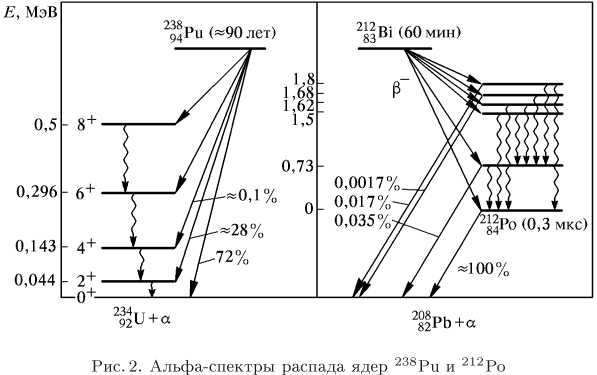 E, МэВ
²³⁸₉₄Pu (≈90 лет)
0,5 8⁺
0,296 6⁺
0,143 4⁺
0,044 2⁺
0⁺
≈0,1%
≈28%
72%
²³⁴₉₂U + α
²¹²₈₃Bi (60 мин)
β⁻
1,8
1,68
1,62
1,5
0,73
0
0,0017%
0,017%
0,035%
²¹²₈₄Po (0,3 мкс)
≈100%
²⁰⁸₈₂Pb + α
Рис. 2. Альфа-спектры распада ядер ²³⁸Pu и ²¹²Po